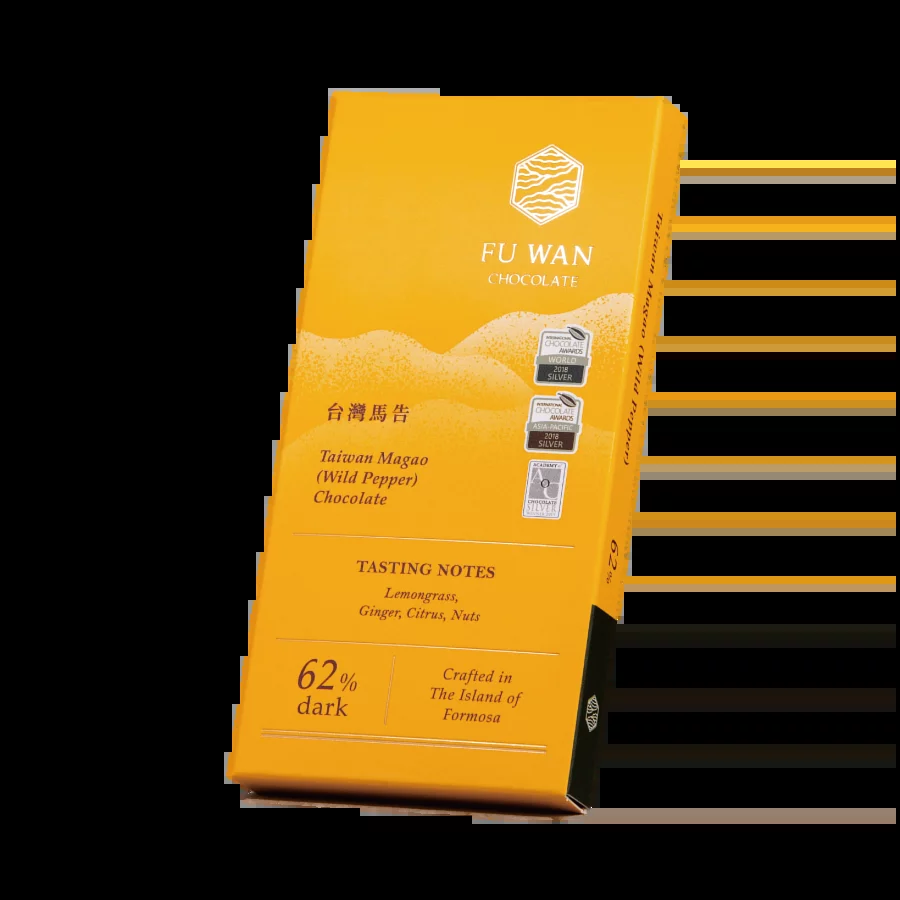 FU WAN
CHOCOLATE
INTERNATIONAL
CHOCOLATE
AWARDS
WORLD
2018
SILVER
INTERNATIONAL
CHOCOLATE
AWARDS
ASIA-PACIFIC
2018
SILVER
ACADEMY OF
AOC
CHOCOLATE
SILVER
台灣馬告
Taiwan Magao
(Wild Pepper)
Chocolate
TASTING NOTES
Lemongrass,
Ginger, Citrus, Nuts
62%
dark
Crafted in
The Island of
Formosa
Taiwan Magao (Wild Pepper)
62%